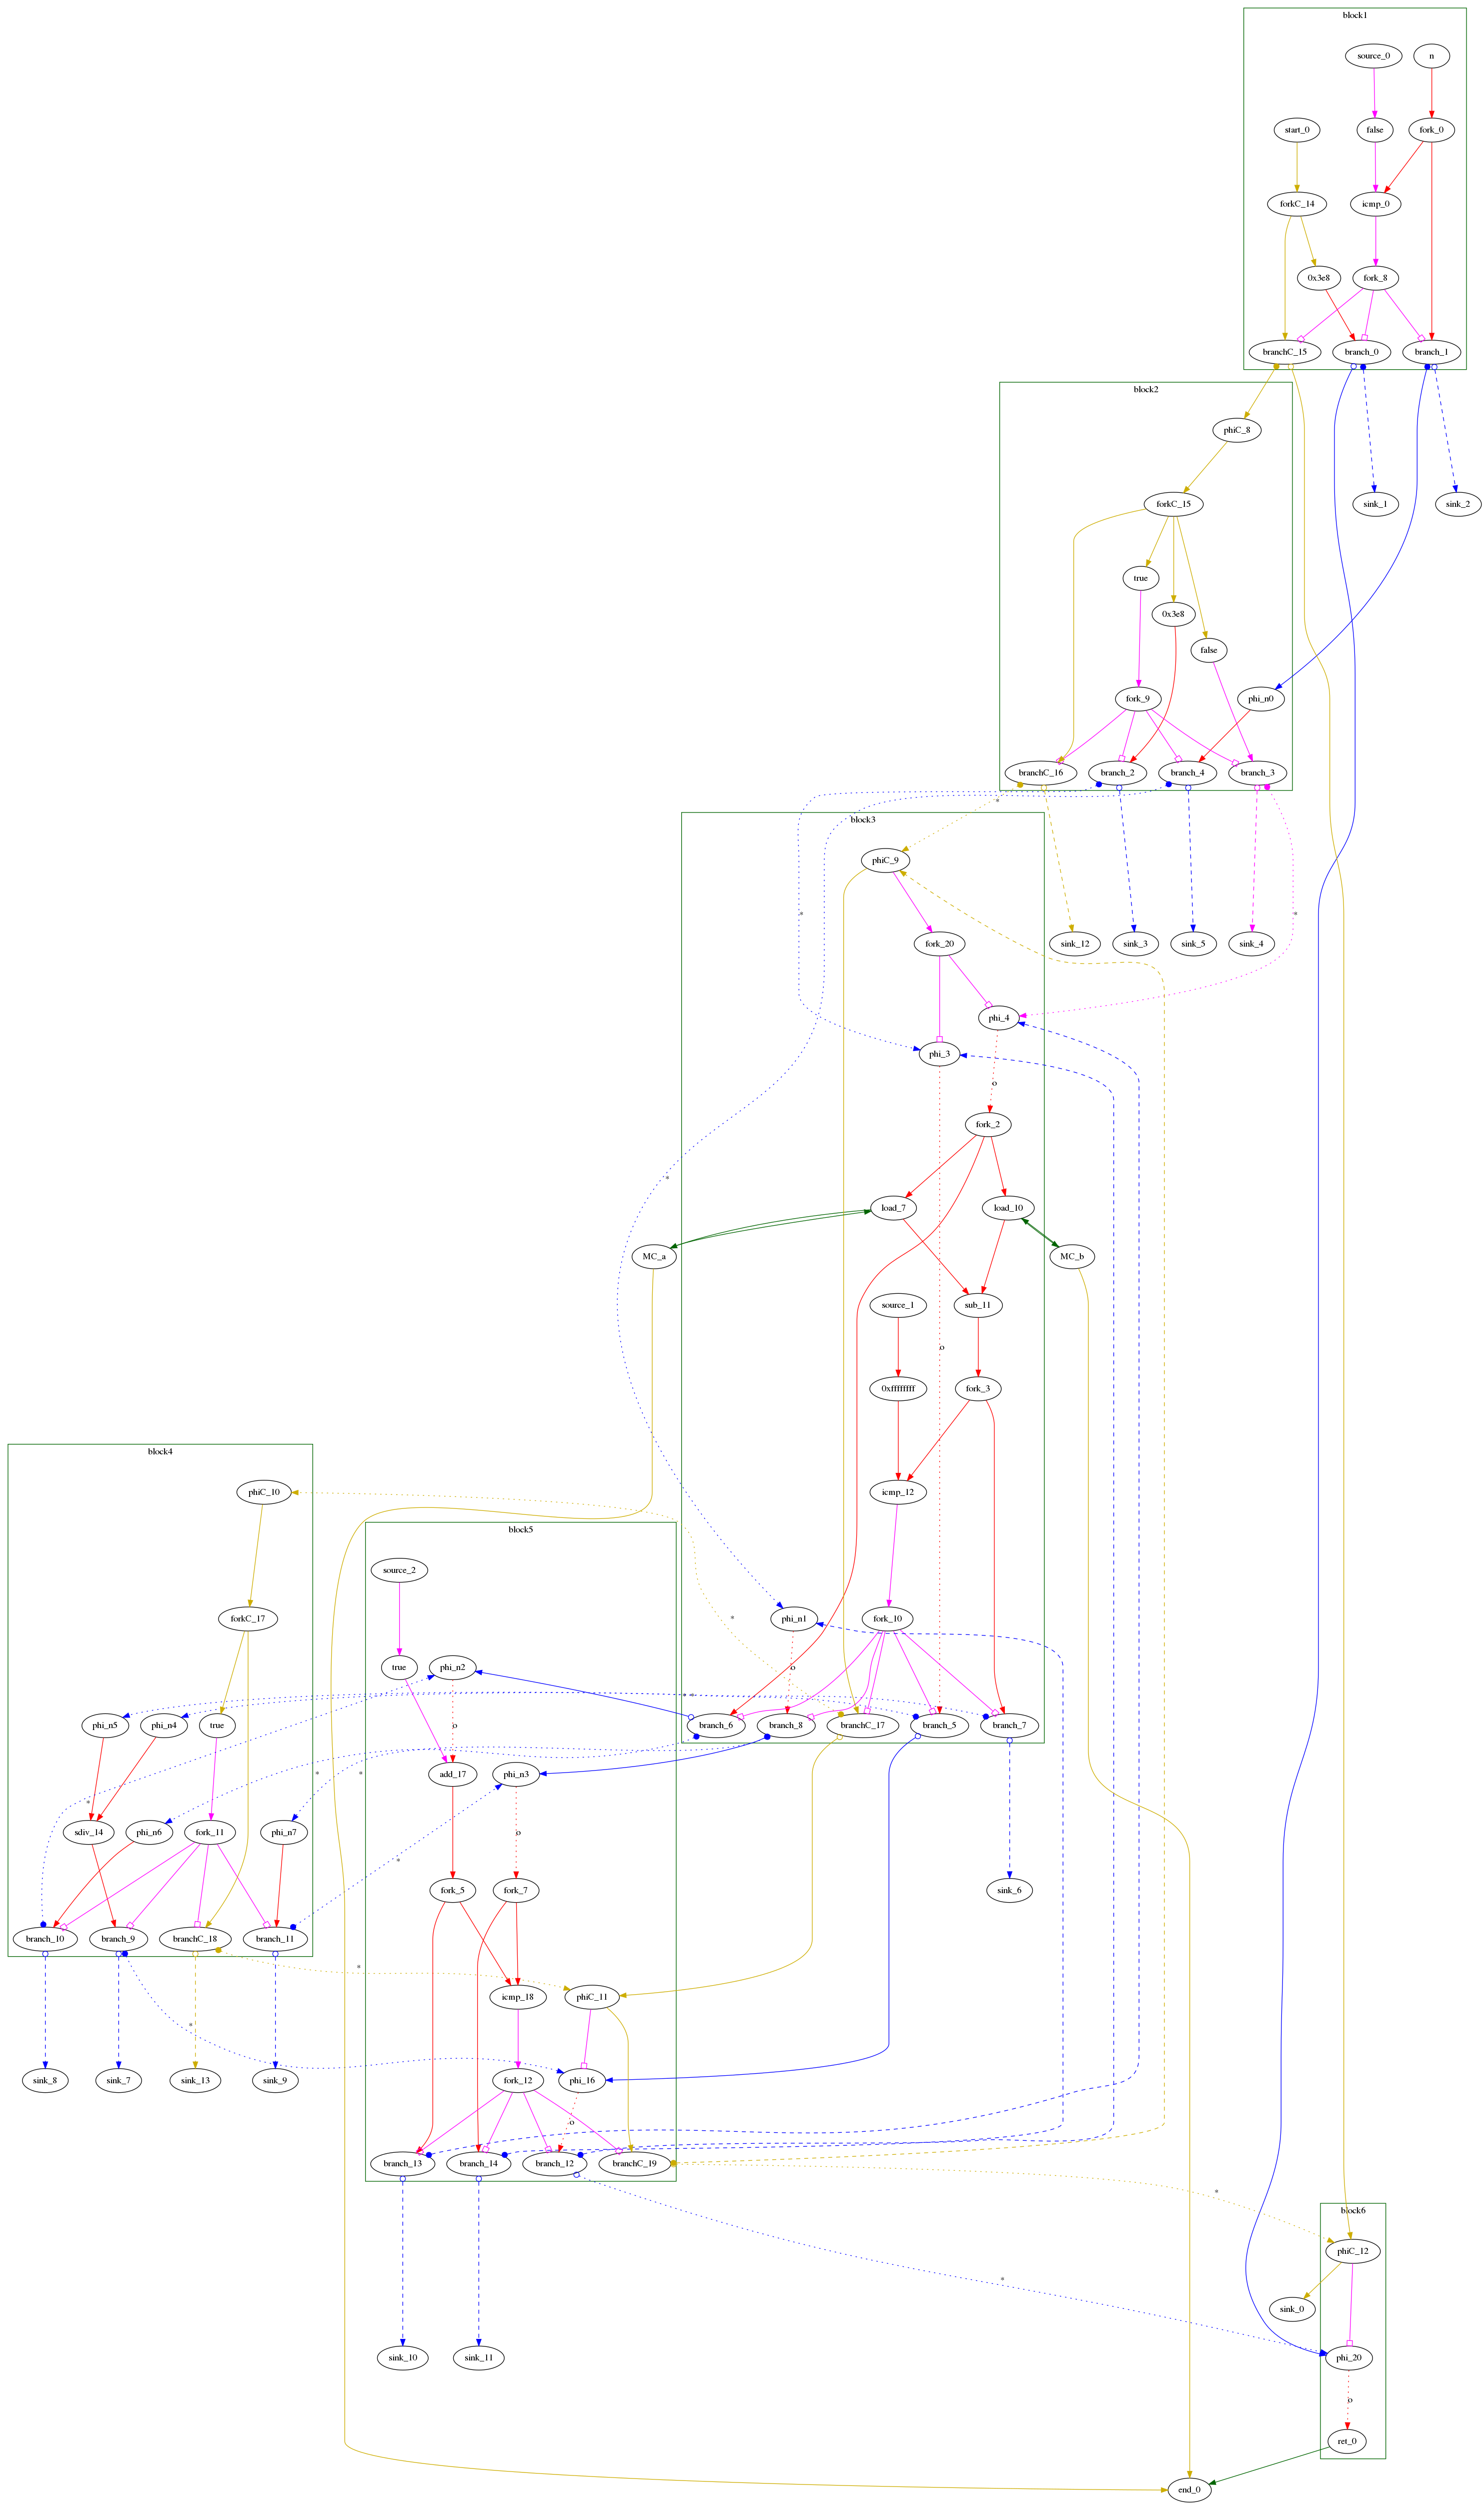 block1
source_0
n
start_0
false
fork_0
forkC_14
icmp_0
0x3e8
fork_8
branchC_15
branch_0
branch_1
block2
phiC_8
forkC_15
sink_1
sink_2
true
0x3e8
false
fork_9
phi_n0
branchC_16
branch_2
branch_4
branch_3
*
block3
phiC_9
*
*
fork_20
sink_12
sink_3
sink_5
sink_4
phi_4
phi_3
o
fork_2
*
load_7
load_10
MC_a
MC_b
source_1
sub_11
o
0xffffffff
fork_3
block4
phiC_10
icmp_12
block5
source_2
forkC_17
phi_n1
fork_10
*
true
phi_n2
o
* *
phi_n5
phi_n4
true
o
branch_6
branch_8
branchC_17
branch_5
branch_7
add_17
phi_n3
*
*
*
sdiv_14
phi_n6
fork_11
phi_n7
o
*
fork_5
fork_7
sink_6
branch_10
branch_9
branchC_18
branch_11
*
icmp_18
phiC_11
*
sink_8
sink_7
sink_13
sink_9
fork_12
phi_16
o
branch_13
branch_14
branch_12
branchC_19
*
block6
phiC_12
*
sink_0
sink_10
sink_11
phi_20
o
ret_0
end_0